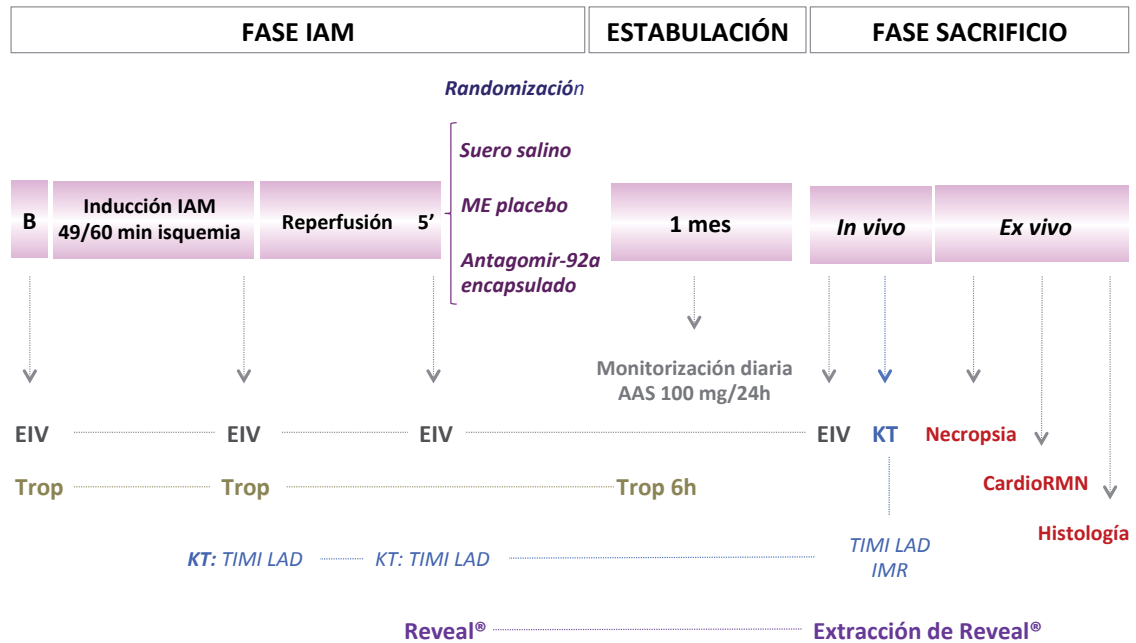 FASE IAM
ESTABULACIÓN
FASE SACRIFICIO
Randomización
Suero salino
ME placebo
Antagomir-92a
encapsulado
B
Inducción IAM
49/60 min isquemia
Reperfusión 5’
1 mes
In vivo
Ex vivo
Monitorización diaria
AAS 100 mg/24h
EIV
EIV
EIV
EIV
KT
Necropsia
Trop
Trop
Trop 6h
CardioRMN
Histología
KT: TIMI LAD
KT: TIMI LAD
TIMI LAD
IMR
Reveal®
Extracción de Reveal®